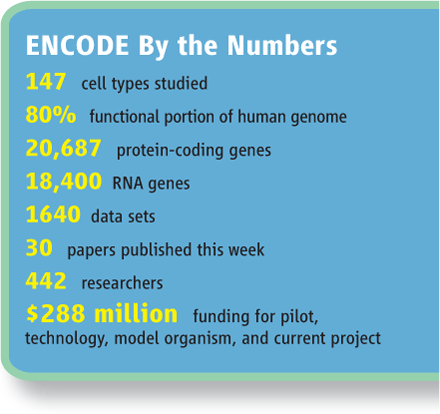 ENCODE By the Numbers
147 cell types studied
80% functional portion of human genome
20,687 protein-coding genes
18,400 RNA genes
1640 data sets
30 papers published this week
442 researchers
$288 million funding for pilot,
technology, model organism, and current project